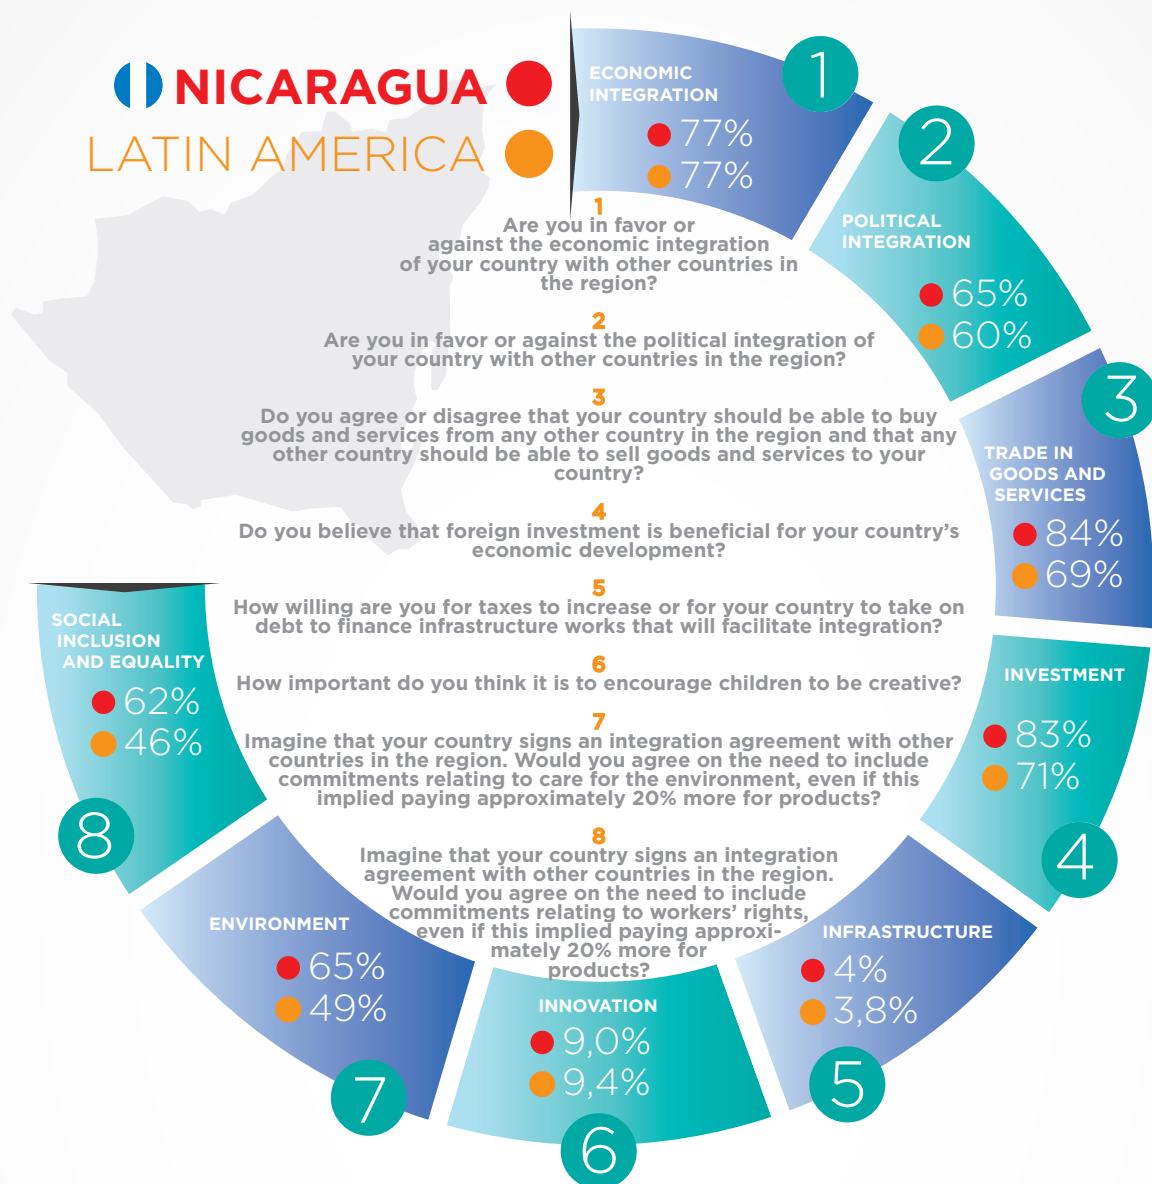 NICARAGUA
LATIN AMERICA
ECONOMIC
INTEGRATION
77%
77%
1
POLITICAL
INTEGRATION
65%
60%
2
TRADE IN
GOODS AND
SERVICES
84%
69%
3
INVESTMENT
83%
71%
4
INFRASTRUCTURE
4%
3,8%
5
INNOVATION
9,0%
9,4%
6
ENVIRONMENT
65%
49%
7
SOCIAL
INCLUSION
AND EQUALITY
62%
46%
8
1
Are you in favor or
against the economic integration
of your country with other countries in
the region?
2
Are you in favor or against the political integration of
your country with other countries in the region?
3
Do you agree or disagree that your country should be able to buy
goods and services from any other country in the region and that any
other country should be able to sell goods and services to your
country?
4
Do you believe that foreign investment is beneficial for your country's
economic development?
5
How willing are you for taxes to increase or for your country to take on
debt to finance infrastructure works that will facilitate integration?
6
How important do you think it is to encourage children to be creative?
7
Imagine that your country signs an integration agreement with other
countries in the region. Would you agree on the need to include
commitments relating to care for the environment, even if this
implied paying approximately 20% more for products?
8
Imagine that your country signs an integration
agreement with other countries in the region.
Would you agree on the need to include
commitments relating to workers' rights,
even if this implied paying approxi-
mately 20% more for
products?